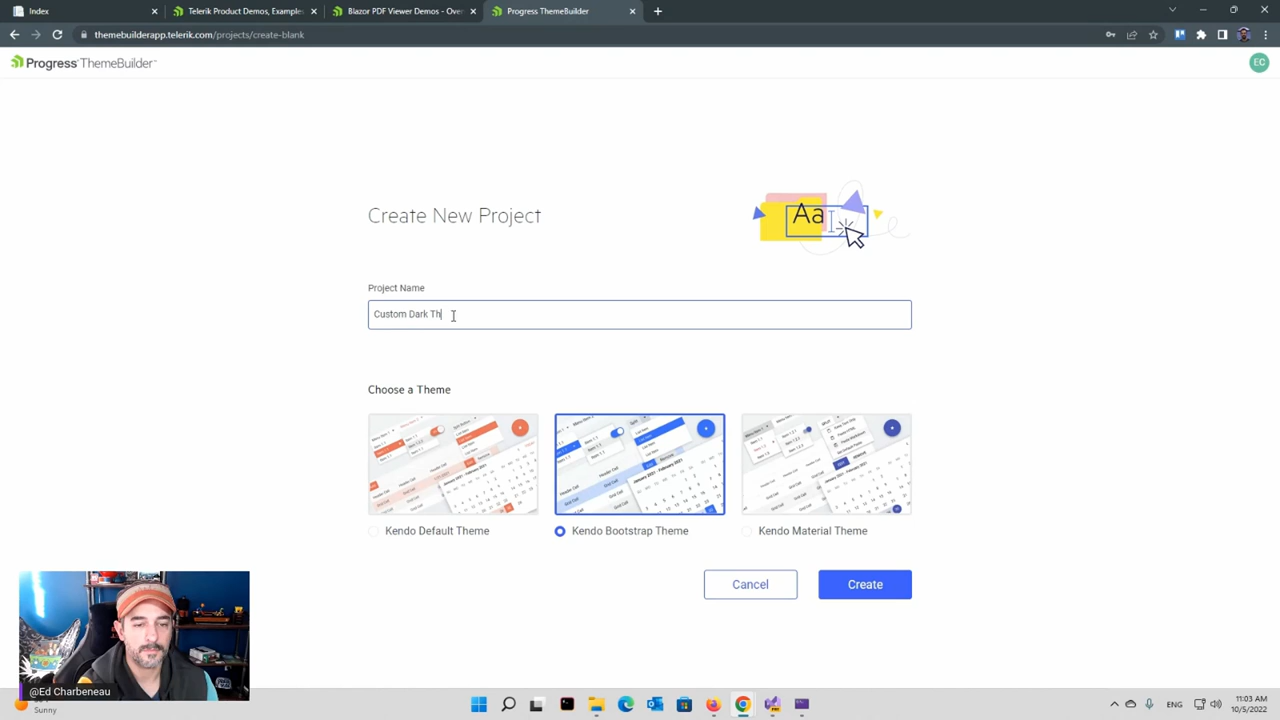 Index
Telerik Product Demos, Example
Blazor PDF Viewer Demos - Over
Progress ThemeBuilder
themebuilderapp.telerik.com/projects/create-blank
Progress ThemeBuilder
EC
Create New Project
Aa
Project Name
Custom Dark Th
Choose a Theme
Kendo Default Theme
Kendo Bootstrap Theme
Kendo Material Theme
Cancel
Create
@Ed Charbeneau
Sunny
ENG
11:03 AM
10/5/2022